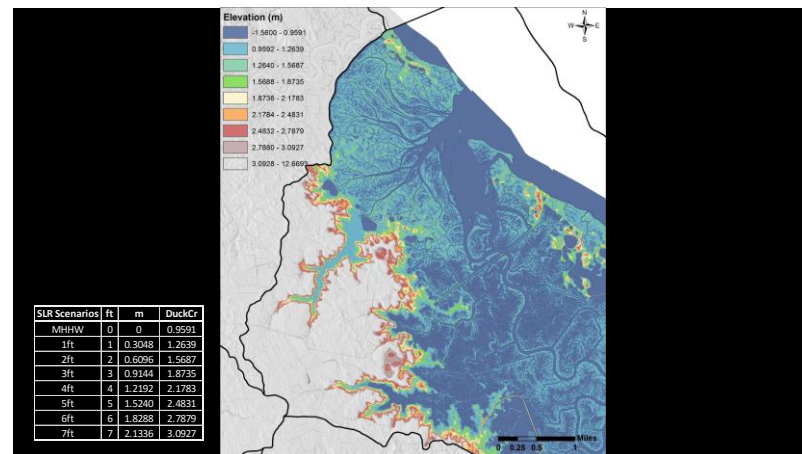 Elevation (m)
-1.5600 - 0.9591
0.9592 - 1.2639
1.2640 - 1.5687
1.5688 - 1.8735
1.8736 - 2.1783
2.1784 - 2.4831
2.4832 - 2.7879
2.7880 - 3.0927
3.0928 - 12.6693
N
W E
S
SLR Scenarios ft m DuckCr
MHHW 0 0 0.9591
1ft 1 0.3048 1.2639
2ft 2 0.6096 1.5687
3ft 3 0.9144 1.8735
4ft 4 1.2192 2.1783
5ft 5 1.5240 2.4831
6ft 6 1.8288 2.7879
7ft 7 2.1336 3.0927
Miles
0 0.25 0.5 1